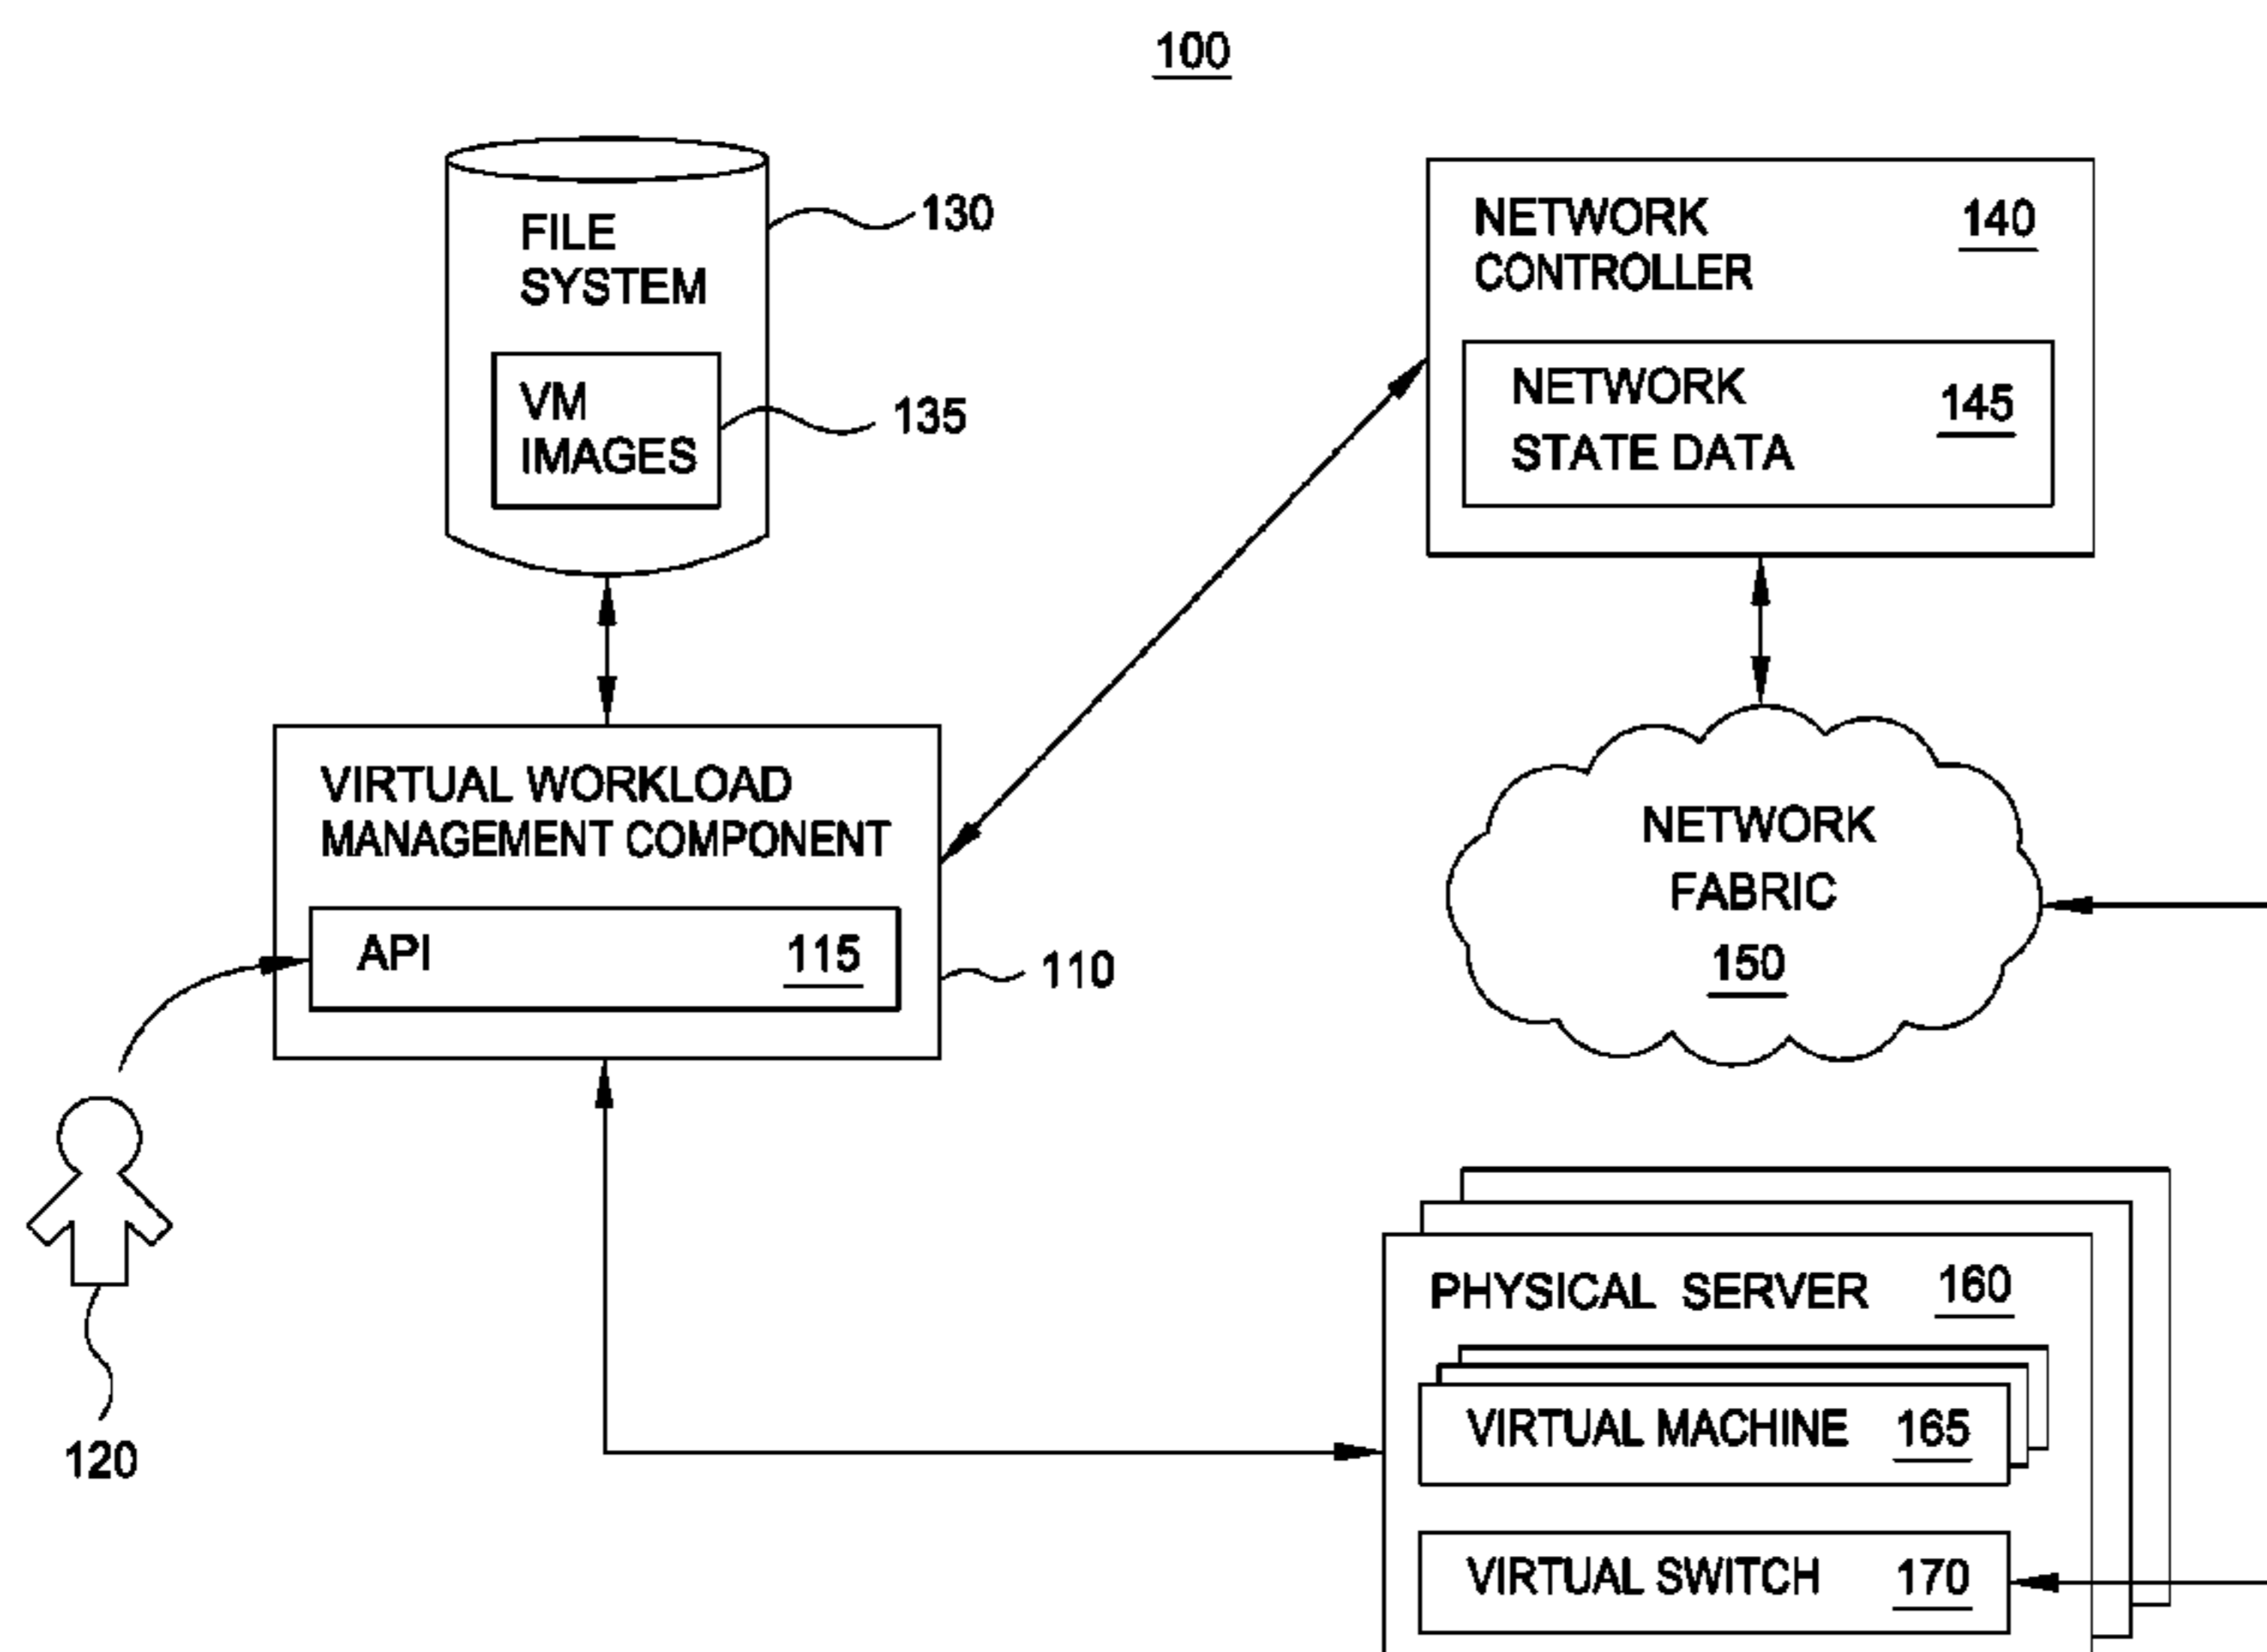 100
FILE
SYSTEM
130
VM
IMAGES
135
NETWORK
CONTROLLER
140
NETWORK
STATE DATA
145
VIRTUAL WORKLOAD
MANAGEMENT COMPONENT
API 115
110
120
NETWORK
FABRIC
150
PHYSICAL SERVER 160
VIRTUAL MACHINE 165
VIRTUAL SWITCH 170